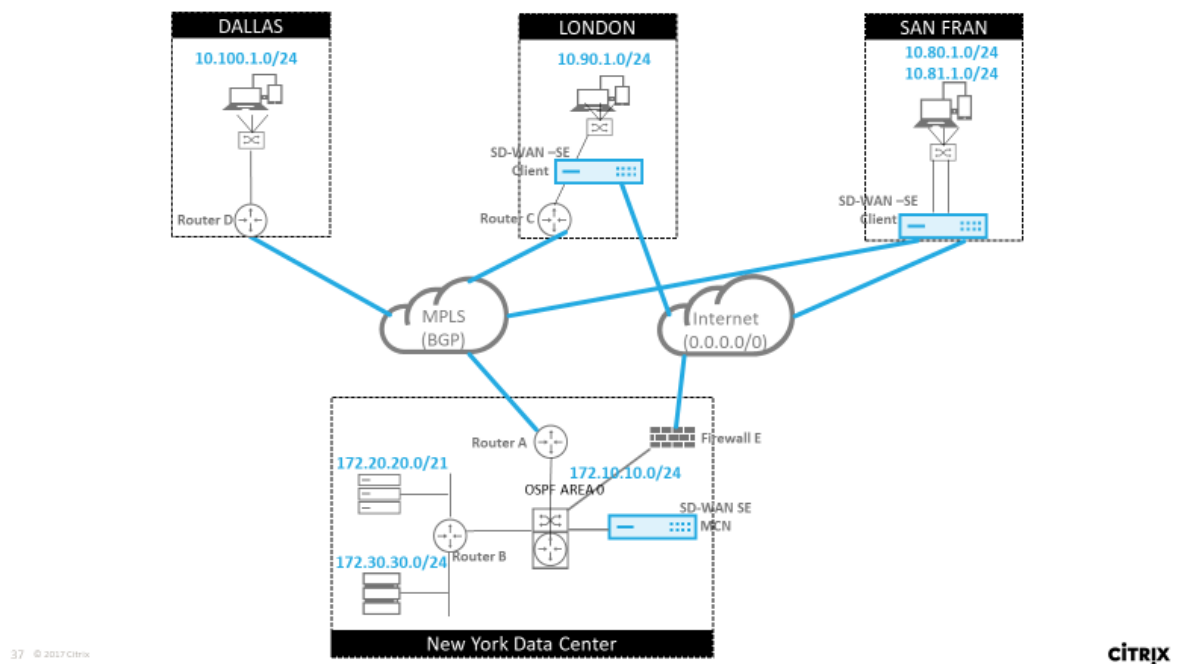 DALLAS
10.100.1.0/24
Router D
LONDON
10.90.1.0/24
SD-WAN –SE
Client
Router C
SAN FRAN
10.80.1.0/24
10.81.1.0/24
SD-WAN –SE
Client
MPLS
(BGP)
Internet
(0.0.0.0/0)
Router A
Firewall E
172.20.20.0/21
172.10.10.0/24
OSPF AREA 0
SD-WAN SE
MCN
Router B
172.30.30.0/24
New York Data Center
37 © 2017 Citrix
CITRIX